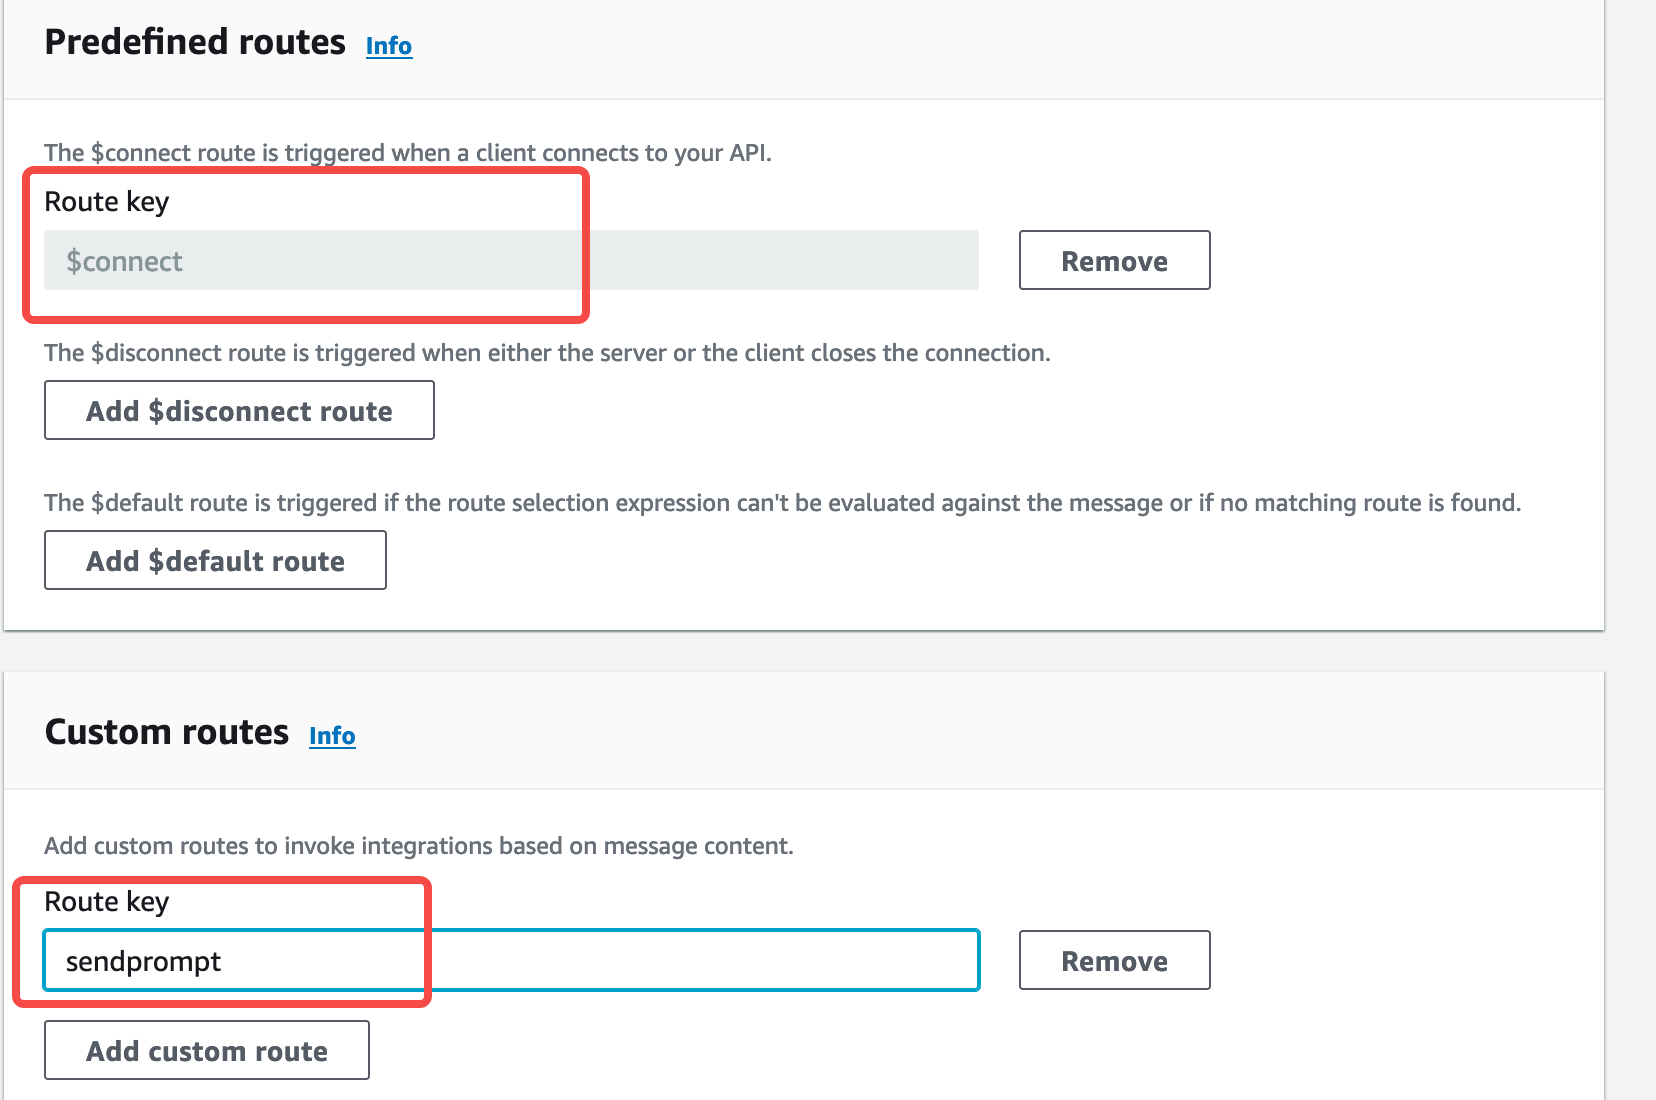 Predefined routes Info
The $connect route is triggered when a client connects to your API.
Route key
$connect
Remove
The $disconnect route is triggered when either the server or the client closes the connection.
Add $disconnect route
The $default route is triggered if the route selection expression can't be evaluated against the message or if no matching route is found.
Add $default route
Custom routes Info
Add custom routes to invoke integrations based on message content.
Route key
sendprompt
Remove
Add custom route